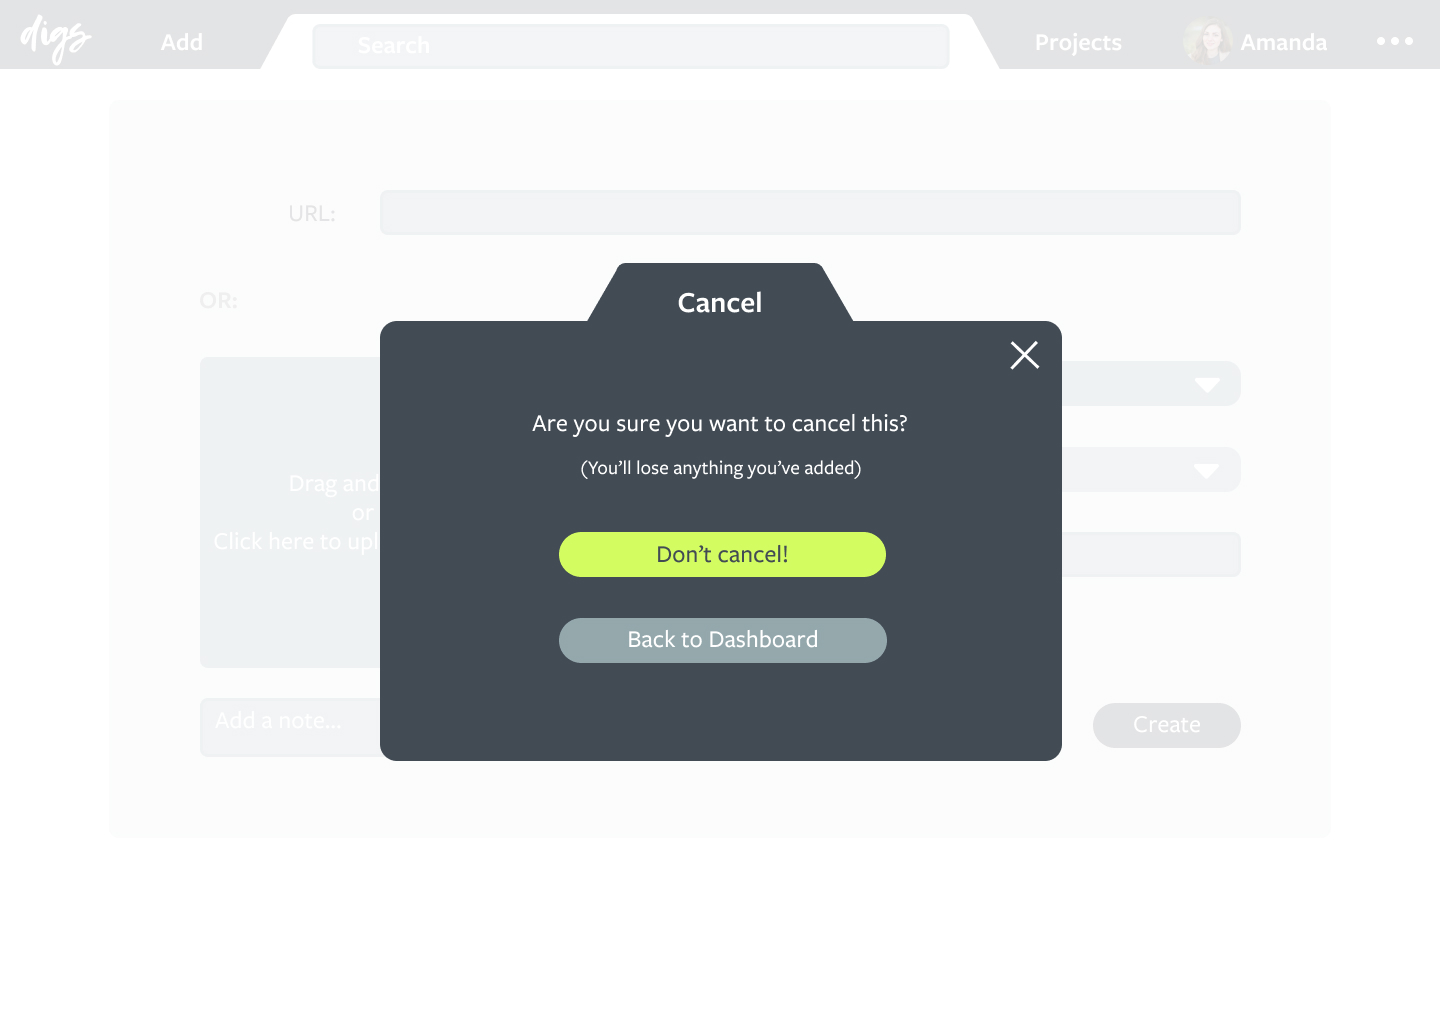 digs
Add
Search
Projects
Amanda
URL:
OR:
Cancel
Are you sure you want to cancel this?
(You’ll lose anything you’ve added)
Drag and
or
Click here to upl
Don’t cancel!
Back to Dashboard
Add a note...
Create